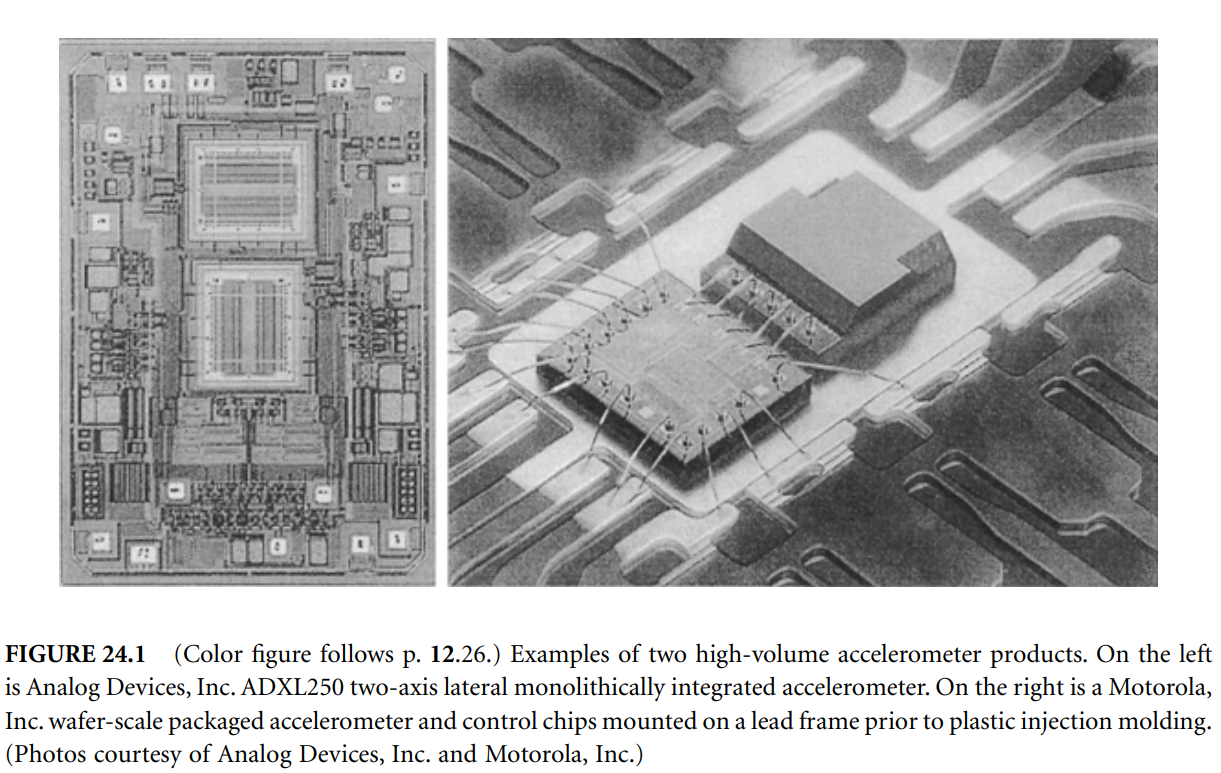 FIGURE 24.1 (Color figure follows p. 12.26.) Examples of two high-volume accelerometer products. On the left
is Analog Devices, Inc. ADXL250 two-axis lateral monolithically integrated accelerometer. On the right is a Motorola,
Inc. wafer-scale packaged accelerometer and control chips mounted on a lead frame prior to plastic injection molding.
(Photos courtesy of Analog Devices, Inc. and Motorola, Inc.)